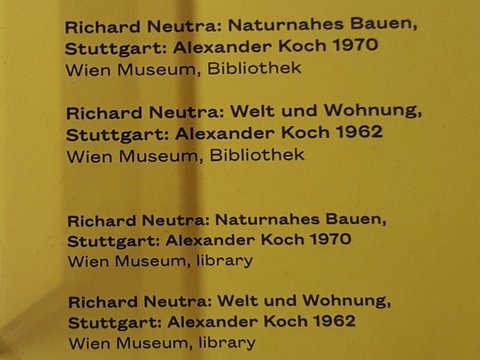 Richard Neutra: Naturnahes Bauen,
Stuttgart: Alexander Koch 1970
Wien Museum, Bibliothek
Richard Neutra: Welt und Wohnung,
Stuttgart: Alexander Koch 1962
Wien Museum, Bibliothek
Richard Neutra: Naturnahes Bauen,
Stuttgart: Alexander Koch 1970
Wien Museum, library
Richard Neutra: Welt und Wohnung,
Stuttgart: Alexander Koch 1962
Wien Museum, library